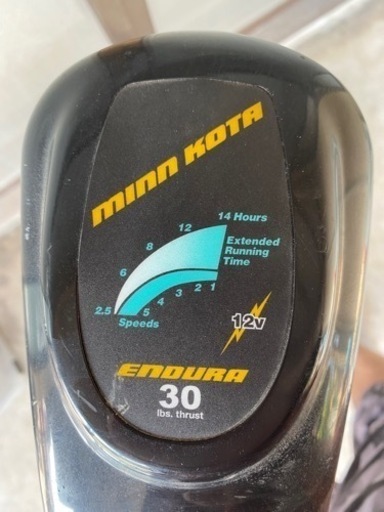 MINN KOTA
14 Hours
12
8
6
2.5
Extended
Running
Time
5 4 3 2 1
Speeds
12v
ENDURA
30
lbs. thrust